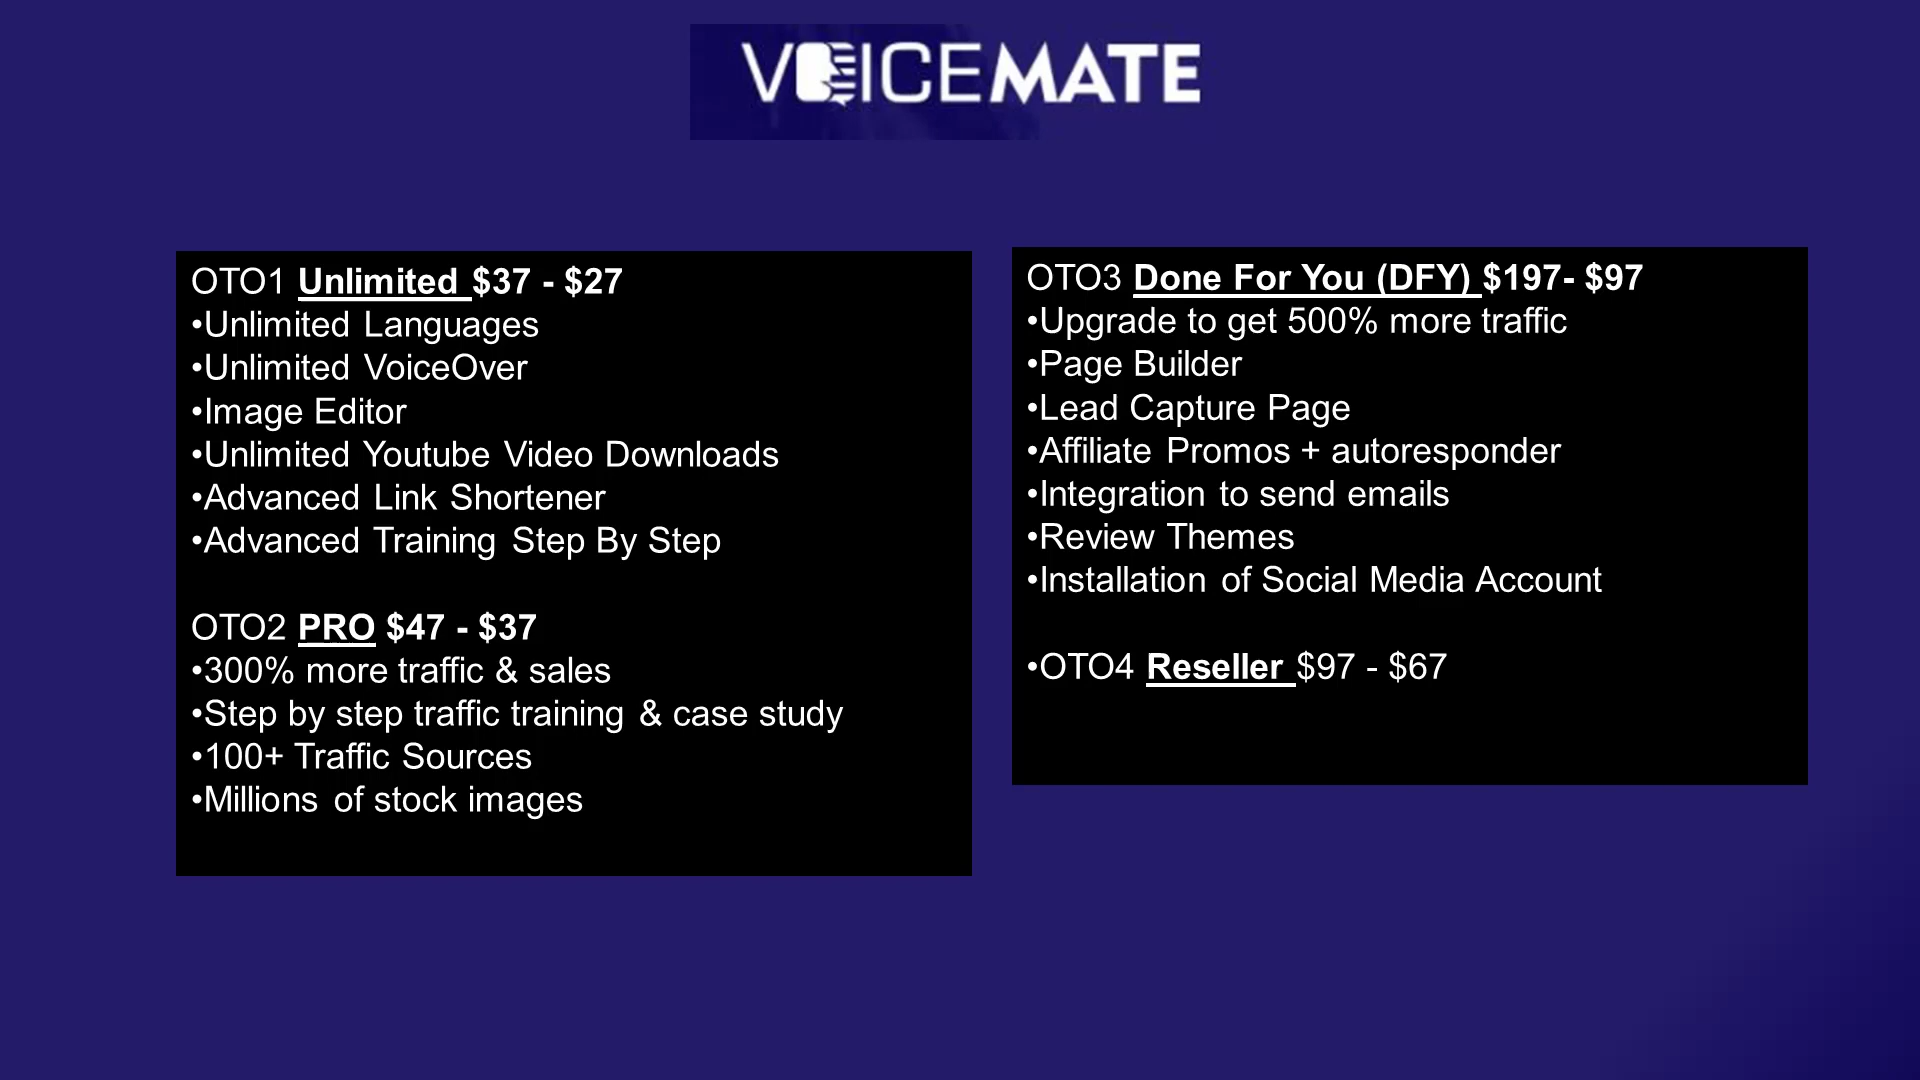 VOICEMATE
OTO1 Unlimited $37 - $27
•Unlimited Languages
•Unlimited VoiceOver
•Image Editor
•Unlimited Youtube Video Downloads
•Advanced Link Shortener
•Advanced Training Step By Step
OTO2 PRO $47 - $37
•300% more traffic & sales
•Step by step traffic training & case study
•100+ Traffic Sources
•Millions of stock images
OTO3 Done For You (DFY) $197- $97
•Upgrade to get 500% more traffic
•Page Builder
•Lead Capture Page
•Affiliate Promos + autoresponder
•Integration to send emails
•Review Themes
•Installation of Social Media Account
•OTO4 Reseller $97 - $67